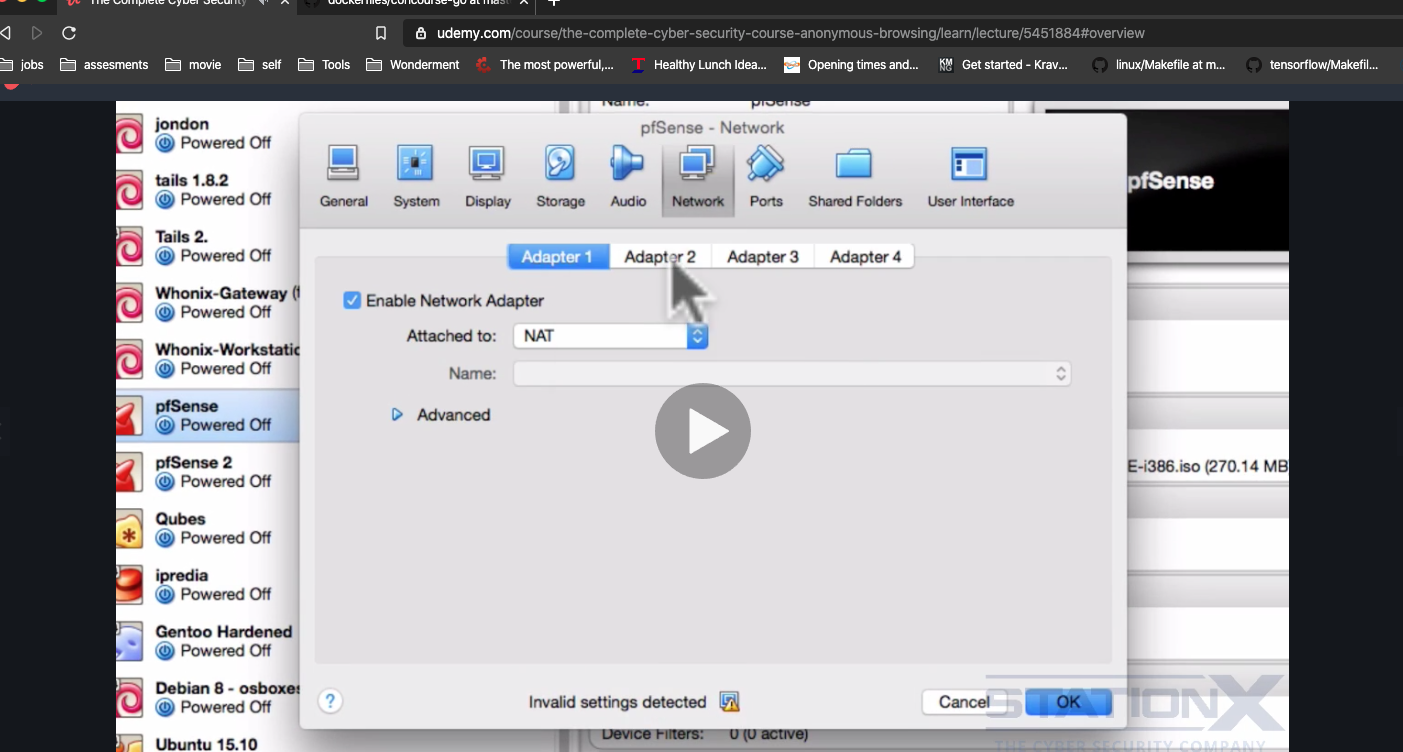 The Complete Cyber Security
dockerfiles/concourse-go at mast
udemy.com/course/the-complete-cyber-security-course-anonymous-browsing/learn/lecture/5451884#overview
jobs
assesments
movie
self
Tools
Wonderment
The most powerful,...
Healthy Lunch Idea...
Opening times and...
KM
NG
Get started - Krav...
linux/Makefile at m...
tensorflow/Makefil...
Name: pfSense
jondon
Powered Off
tails 1.8.2
Powered Off
Tails 2.
Powered Off
Whonix-Gateway (t
Powered Off
Whonix-Workstatic
Powered Off
pfSense
Powered Off
pfSense 2
Powered Off
Qubes
Powered Off
ipredia
Powered Off
Gentoo Hardened
Powered Off
Debian 8 - osboxes
Powered Off
Ubuntu 15.10
pfSense - Network
General
System
Display
Storage
Audio
Network
Ports
Shared Folders
User Interface
Adapter 1
Adapter 2
Adapter 3
Adapter 4
Enable Network Adapter
Attached to: NAT
Name:
Advanced
?
Invalid settings detected
Cancel
OK
pfSense
E-i386.iso (270.14 MB
Device Filters: 0 (0 active)
STATIONX
THE CYBER SECURITY COMPANY